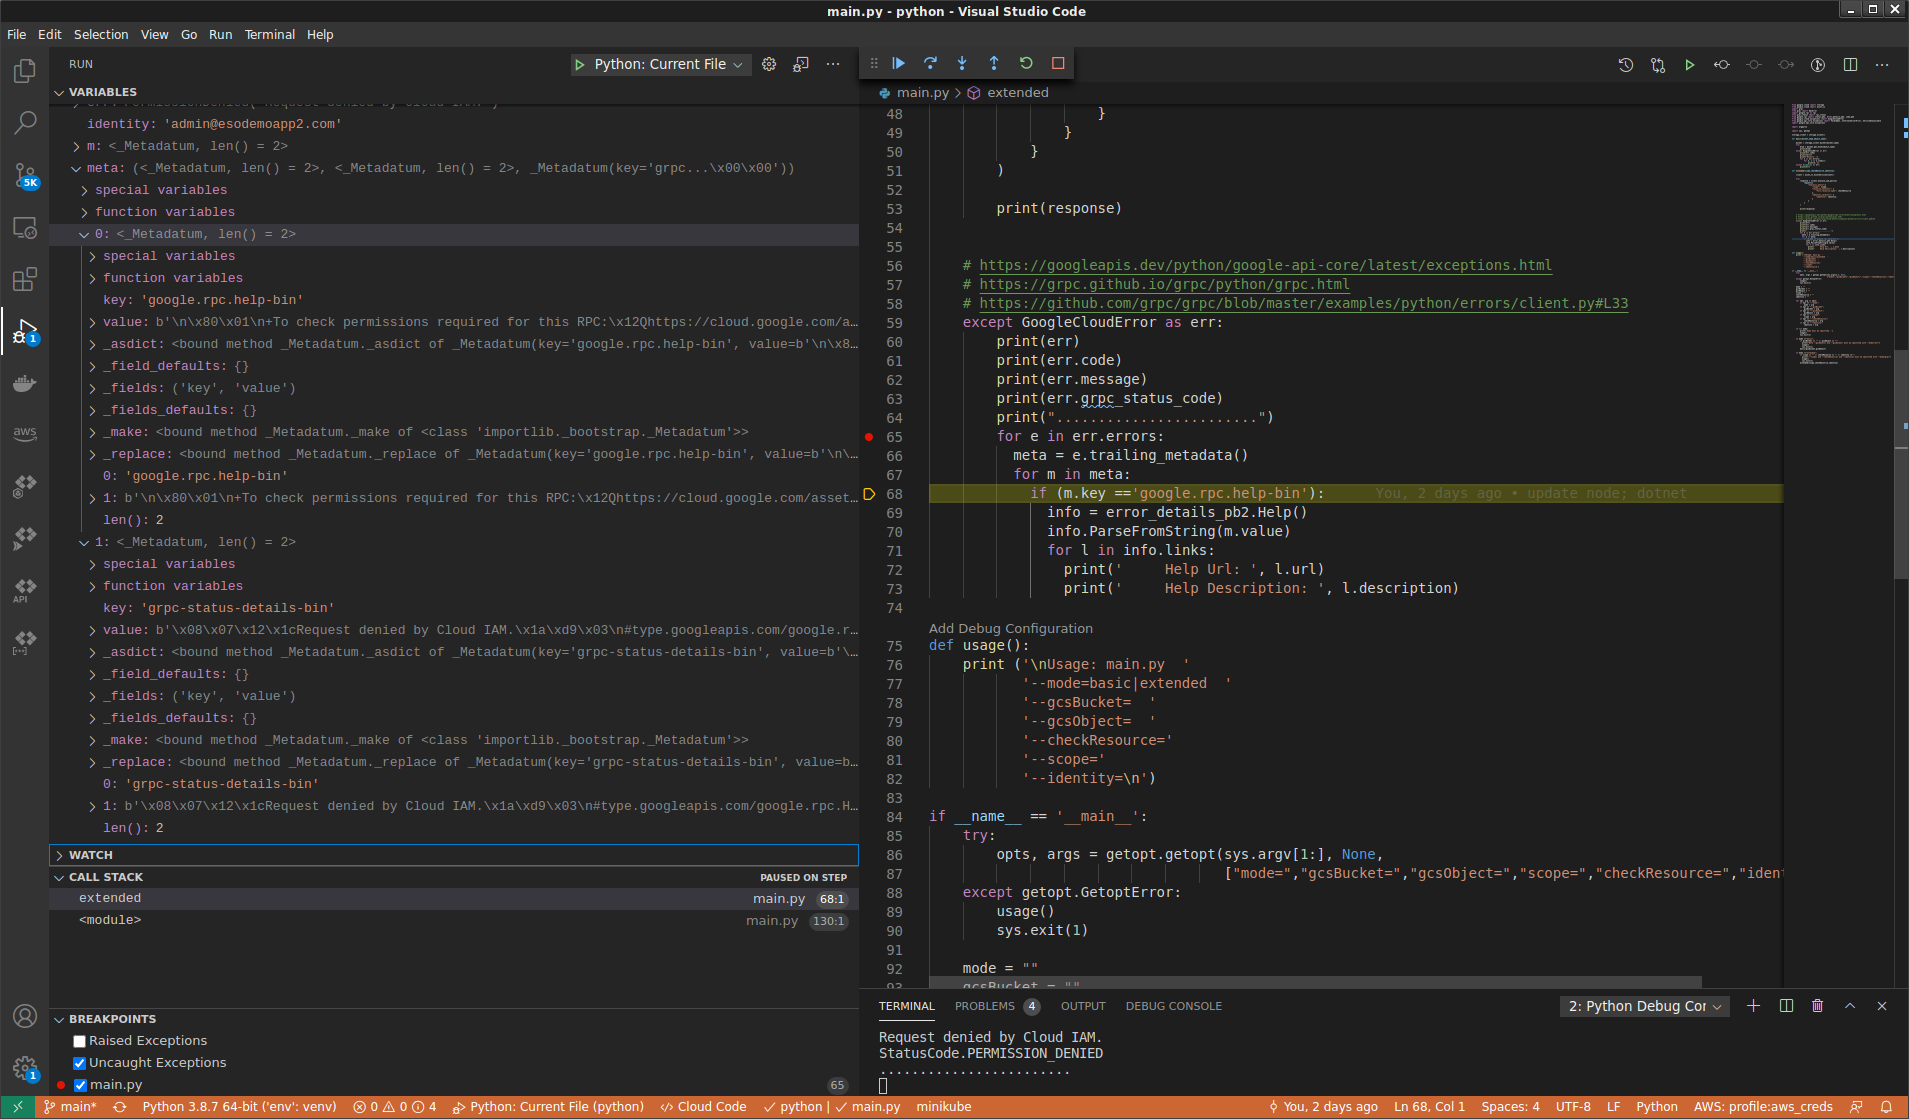 main.py - python - Visual Studio Code
File Edit Selection View Go Run Terminal Help
RUN
Python: Current File
VARIABLES
identity: 'admin@esodemoapp2.com'
m: <_Metadatum, len() = 2>
meta: (<_Metadatum, len() = 2>, <_Metadatum, len() = 2>, _Metadatum(key='grpc...\x00\x00'))
special variables
function variables
0: <_Metadatum, len() = 2>
special variables
function variables
key: 'google.rpc.help-bin'
value: b'\n\x80\x01\n+To check permissions required for this RPC:\x12Qhttps://cloud.google.com/a…
_asdict: <bound method _Metadatum._asdict of _Metadatum(key='google.rpc.help-bin', value=b'\n\x8…
_field_defaults: {}
_fields: ('key', 'value')
_fields_defaults: {}
_make: <bound method _Metadatum._make of <class 'importlib._bootstrap._Metadatum'>>
_replace: <bound method _Metadatum._replace of _Metadatum(key='google.rpc.help-bin', value=b'\n\…
0: 'google.rpc.help-bin'
1: b'\n\x80\x01\n+To check permissions required for this RPC:\x12Qhttps://cloud.google.com/asset…
len(): 2
1: <_Metadatum, len() = 2>
special variables
function variables
key: 'grpc-status-details-bin'
value: b'\x08\x07\x12\x1cRequest denied by Cloud IAM.\x1a\xd9\x03\n#type.googleapis.com/google.r…
_asdict: <bound method _Metadatum._asdict of _Metadatum(key='grpc-status-details-bin', value=b'\…
_field_defaults: {}
_fields: ('key', 'value')
_fields_defaults: {}
_make: <bound method _Metadatum._make of <class 'importlib._bootstrap._Metadatum'>>
_replace: <bound method _Metadatum._replace of _Metadatum(key='grpc-status-details-bin', value=b…
0: 'grpc-status-details-bin'
1: b'\x08\x07\x12\x1cRequest denied by Cloud IAM.\x1a\xd9\x03\n#type.googleapis.com/google.rpc.H…
len(): 2
WATCH
CALL STACK PAUSED ON STEP
extended main.py 68:1
<module> main.py 130:1
BREAKPOINTS
Raised Exceptions
Uncaught Exceptions
main.py 65
5K
1
aws
API
1
main.py > extended
48 }
49 }
50 }
51 )
52
53 print(response)
54
55
56 # https://googleapis.dev/python/google-api-core/latest/exceptions.html
57 # https://grpc.github.io/grpc/python/grpc.html
58 # https://github.com/grpc/grpc/blob/master/examples/python/errors/client.py#L33
59 except GoogleCloudError as err:
60 print(err)
61 print(err.code)
62 print(err.message)
63 print(err.grpc_status_code)
64 print("........................")
65 for e in err.errors:
66 meta = e.trailing_metadata()
67 for m in meta:
68 if (m.key =='google.rpc.help-bin'): You, 2 days ago • update node; dotnet
69 info = error_details_pb2.Help()
70 info.ParseFromString(m.value)
71 for l in info.links:
72 print('     Help Url: ', l.url)
73 print('     Help Description: ', l.description)
74
Add Debug Configuration
75 def usage():
76 print ('\nUsage: main.py  '
77 '--mode=basic|extended  '
78 '--gcsBucket=  '
79 '--gcsObject=  '
80 '--checkResource='
81 '--scope='
82 '--identity=\n')
83
84 if __name__ == '__main__':
85 try:
86 opts, args = getopt.getopt(sys.argv[1:], None,
87 ["mode=","gcsBucket=","gcsObject=","scope=","checkResource=","iden
88 except getopt.GetoptError:
89 usage()
90 sys.exit(1)
91
92 mode = ""
93 gcsBucket = ""
TERMINAL PROBLEMS 4 OUTPUT DEBUG CONSOLE 2: Python Debug Cor
Request denied by Cloud IAM.
StatusCode.PERMISSION_DENIED
........................
main* Python 3.8.7 64-bit ('env': venv) 0 0 4 Python: Current File (python) Cloud Code python | main.py minikube You, 2 days ago Ln 68, Col 1 Spaces: 4 UTF-8 LF Python AWS: profile:aws_creds